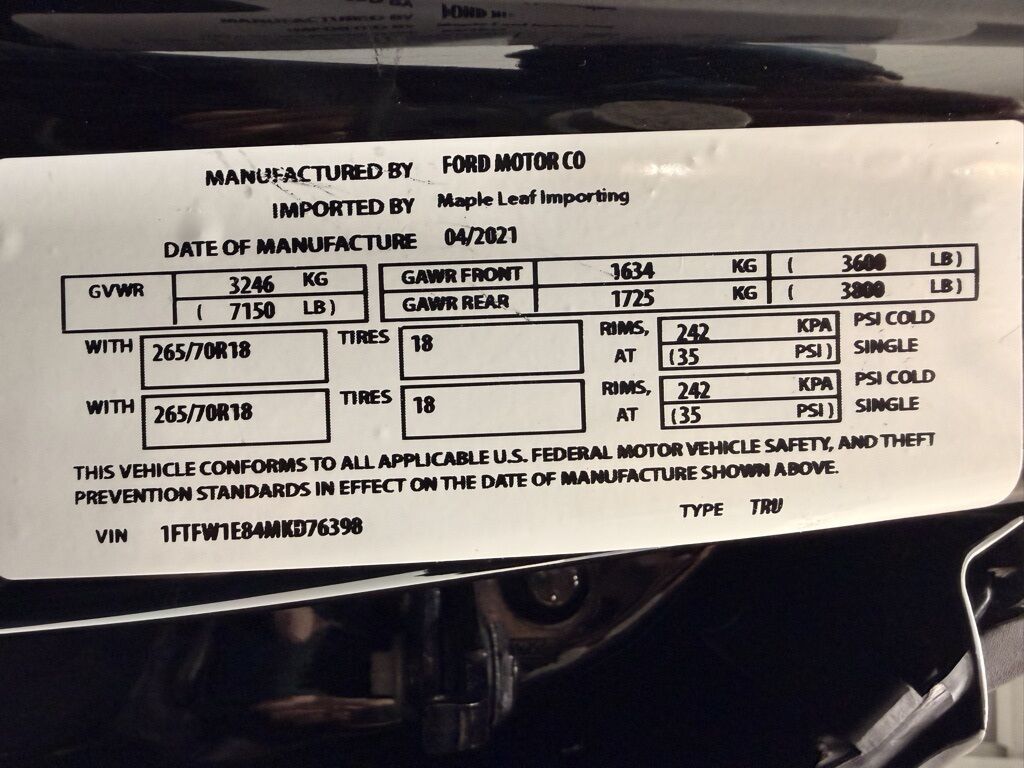 MANUFACTURED BY FORD MOTOR CO
IMPORTED BY Maple Leaf Importing
DATE OF MANUFACTURE 04/2021
GVWR 3246 KG
( 7150 LB )
GAWR FRONT 1634 KG ( 3600 LB )
GAWR REAR 1725 KG ( 3800 LB )
WITH 265/70R18 TIRES 18 RIMS, AT 242 KPA (35 PSI ) PSI COLD SINGLE
WITH 265/70R18 TIRES 18 RIMS, AT 242 KPA (35 PSI ) PSI COLD SINGLE
THIS VEHICLE CONFORMS TO ALL APPLICABLE U.S. FEDERAL MOTOR VEHICLE SAFETY, AND THEFT
PREVENTION STANDARDS IN EFFECT ON THE DATE OF MANUFACTURE SHOWN ABOVE.
VIN 1FTFW1E84MKD76398 TYPE TRU